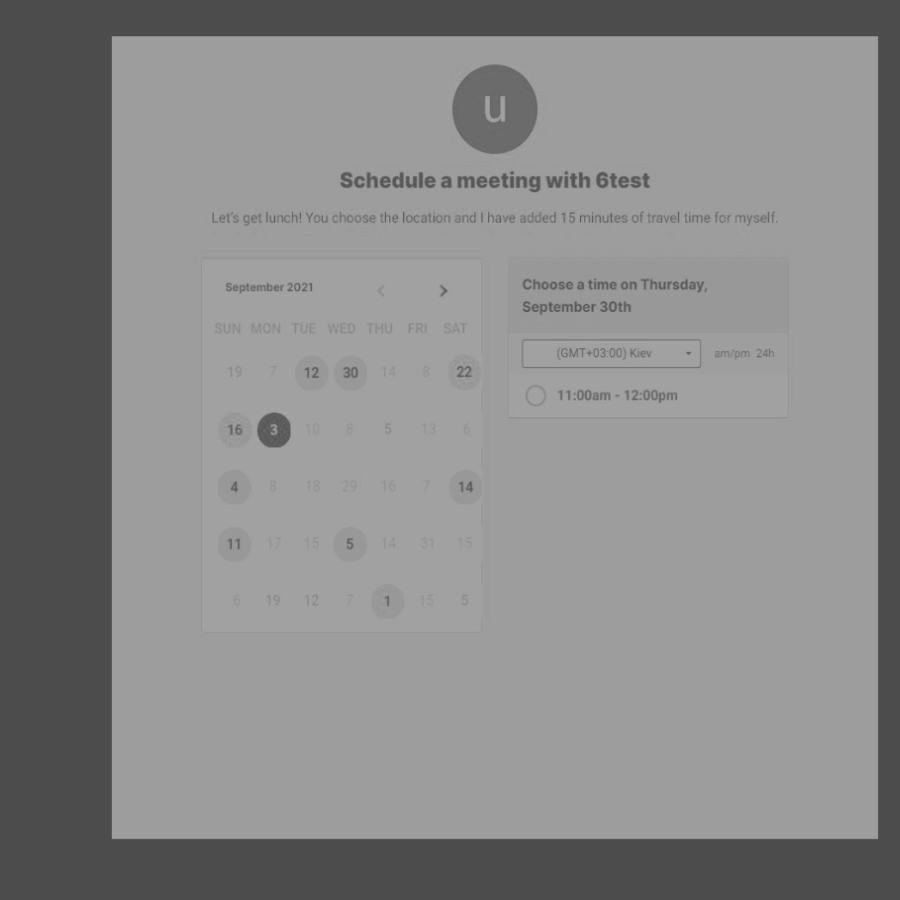 u
Schedule a meeting with 6test
Let's get lunch! You choose the location and I have added 15 minutes of travel time for myself.
September 2021
SUN MON TUE WED THU FRI SAT
19 7 12 30 14 8 22
16 3 10 8 5 13 6
4 8 18 29 16 7 14
11 17 15 5 14 31 15
6 19 12 7 1 15 5
Choose a time on Thursday,
September 30th
(GMT+03:00) Kiev am/pm 24h
11:00am - 12:00pm